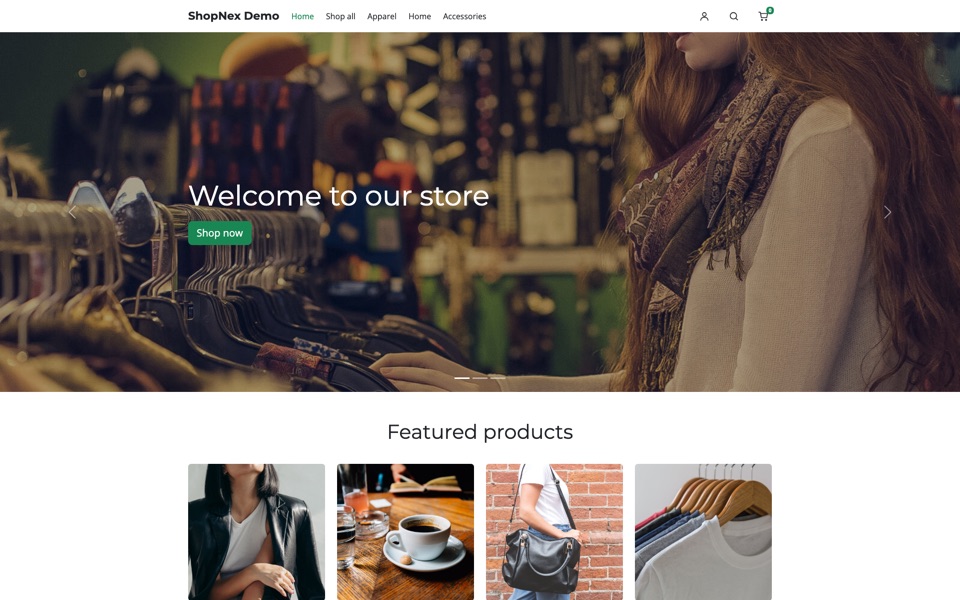 ShopNex Demo
Home
Shop all
Apparel
Home
Accessories
0
Welcome to our store
Shop now
Featured products